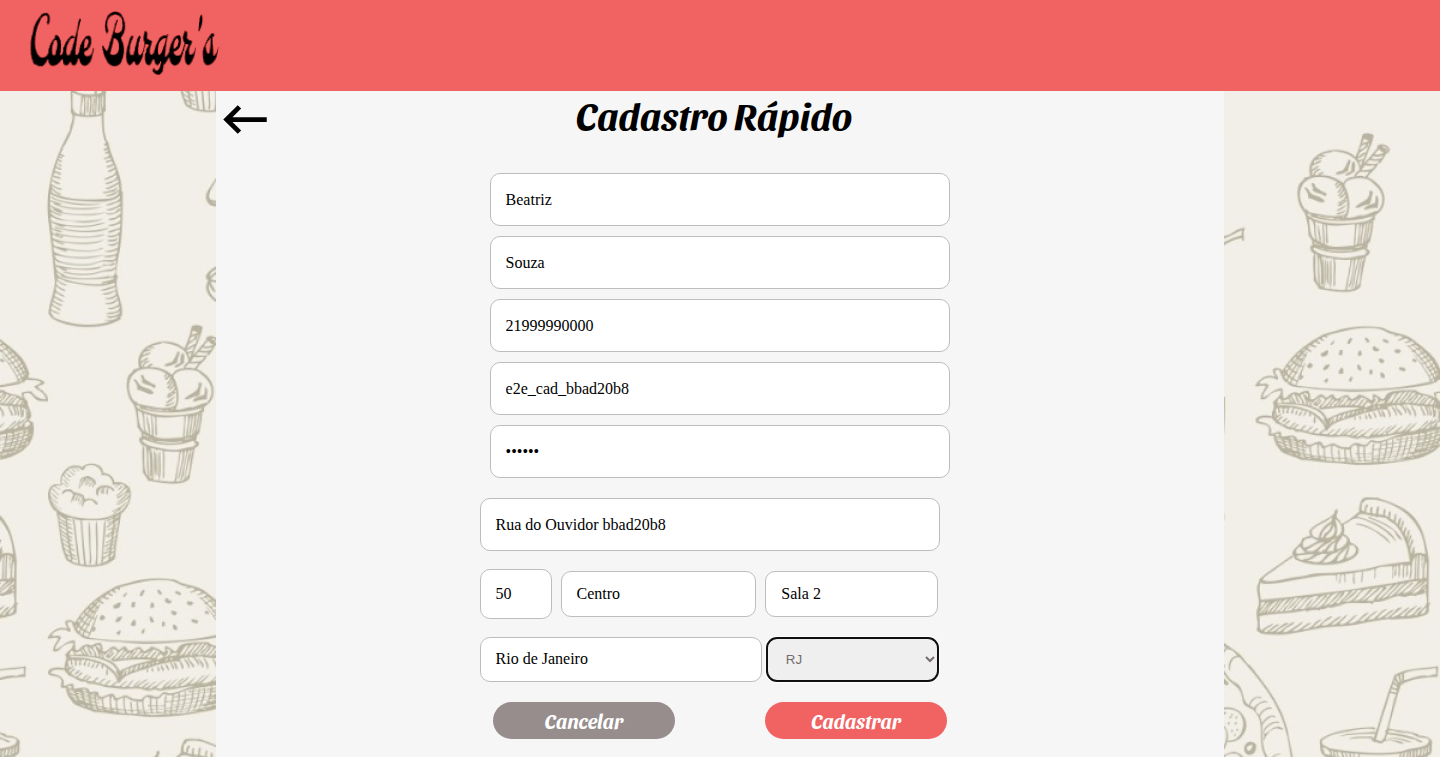 Code Burger's
Cadastro Rápido
Beatriz
Souza
21999990000
e2e_cad_bbad20b8
••••••
Rua do Ouvidor bbad20b8
50 Centro Sala 2
Rio de Janeiro RJ
Cancelar Cadastrar